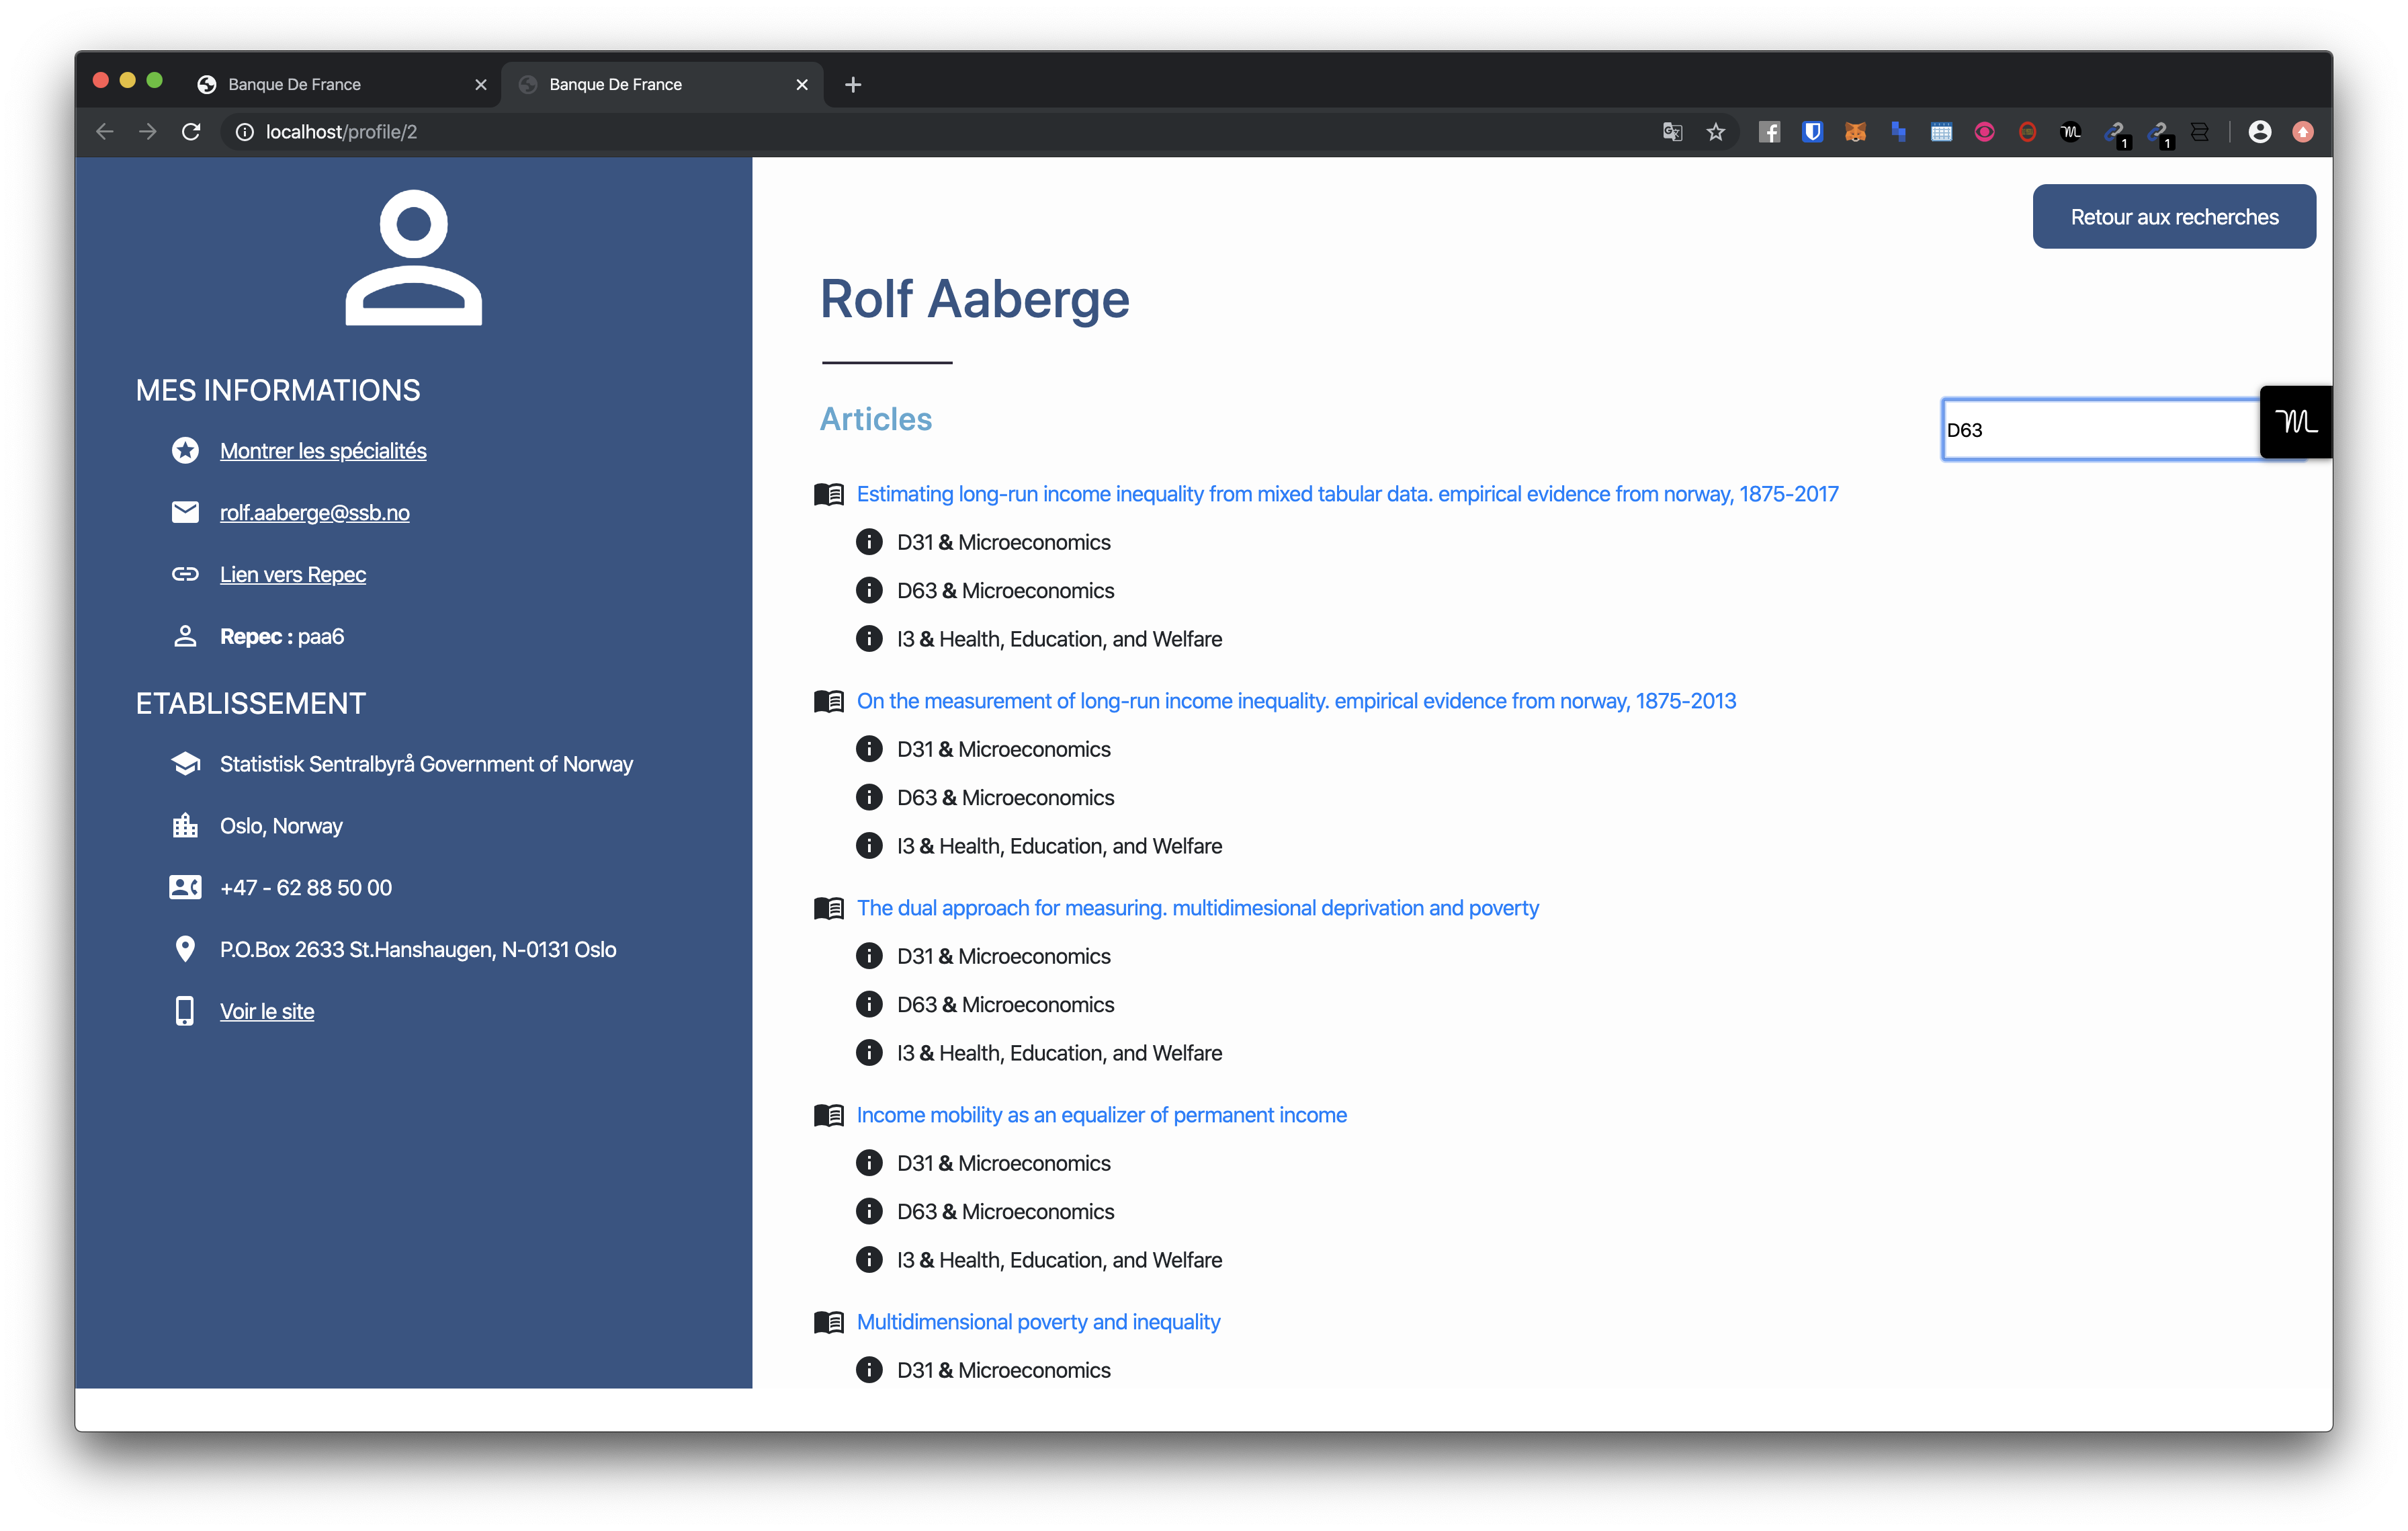 Banque De France
Banque De France
localhost/profile/2
1
1
Retour aux recherches
MES INFORMATIONS
Montrer les spécialités
rolf.aaberge@ssb.no
Lien vers Repec
Repec : paa6
ETABLISSEMENT
Statistisk Sentralbyrå Government of Norway
Oslo, Norway
+47 - 62 88 50 00
P.O.Box 2633 St.Hanshaugen, N-0131 Oslo
Voir le site
Rolf Aaberge
Articles
D63
Estimating long-run income inequality from mixed tabular data. empirical evidence from norway, 1875-2017
D31 & Microeconomics
D63 & Microeconomics
I3 & Health, Education, and Welfare
On the measurement of long-run income inequality. empirical evidence from norway, 1875-2013
D31 & Microeconomics
D63 & Microeconomics
I3 & Health, Education, and Welfare
The dual approach for measuring. multidimesional deprivation and poverty
D31 & Microeconomics
D63 & Microeconomics
I3 & Health, Education, and Welfare
Income mobility as an equalizer of permanent income
D31 & Microeconomics
D63 & Microeconomics
I3 & Health, Education, and Welfare
Multidimensional poverty and inequality
D31 & Microeconomics